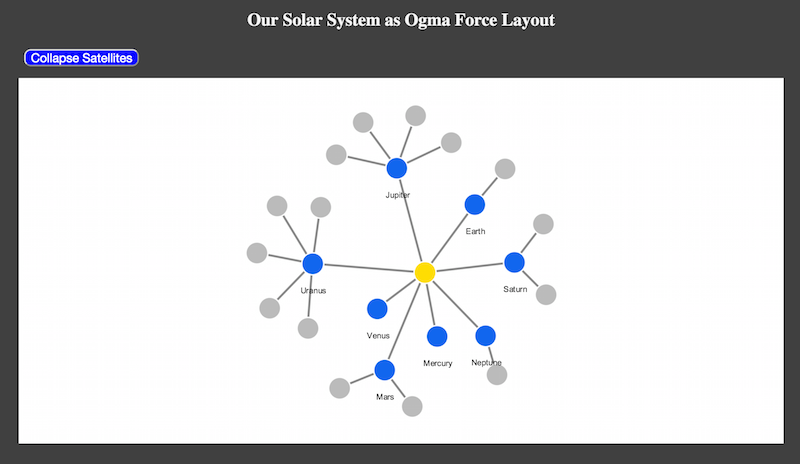 Our Solar System as Ogma Force Layout
Collapse Satellites
Jupiter
Earth
Uranus
Saturn
Venus
Mercury
Neptune
Mars